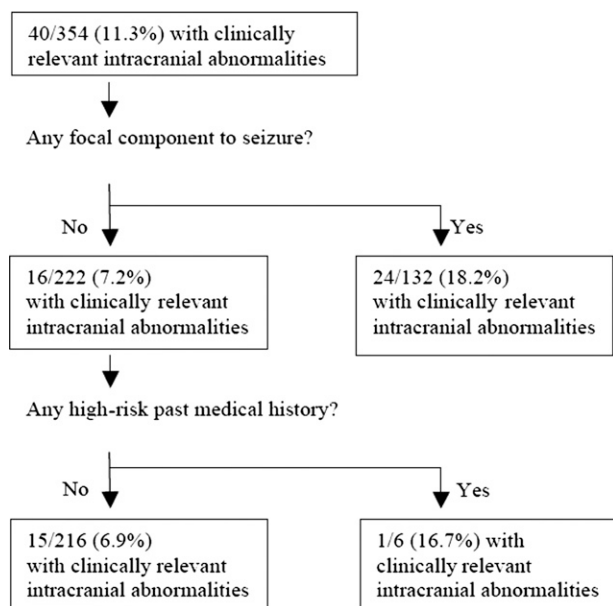 40/354 (11.3%) with clinically
relevant intracranial abnormalities
Any focal component to seizure?
No
Yes
16/222 (7.2%)
with clinically relevant
intracranial abnormalities
24/132 (18.2%)
with clinically relevant
intracranial abnormalities
Any high-risk past medical history?
No
Yes
15/216 (6.9%)
with clinically relevant
intracranial abnormalities
1/6 (16.7%) with
clinically relevant
intracranial abnormalities